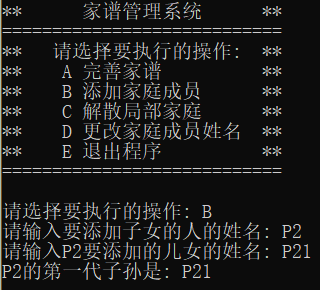 **      家谱管理系统      **
============================
**   请选择要执行的操作:  **
**    A 完善家谱          **
**    B 添加家庭成员      **
**    C 解散局部家庭      **
**    D 更改家庭成员姓名  **
**    E 退出程序          **
============================
请选择要执行的操作: B
请输入要添加子女的人的姓名: P2
请输入P2要添加的儿女的姓名: P21
P2的第一代子孙是: P21